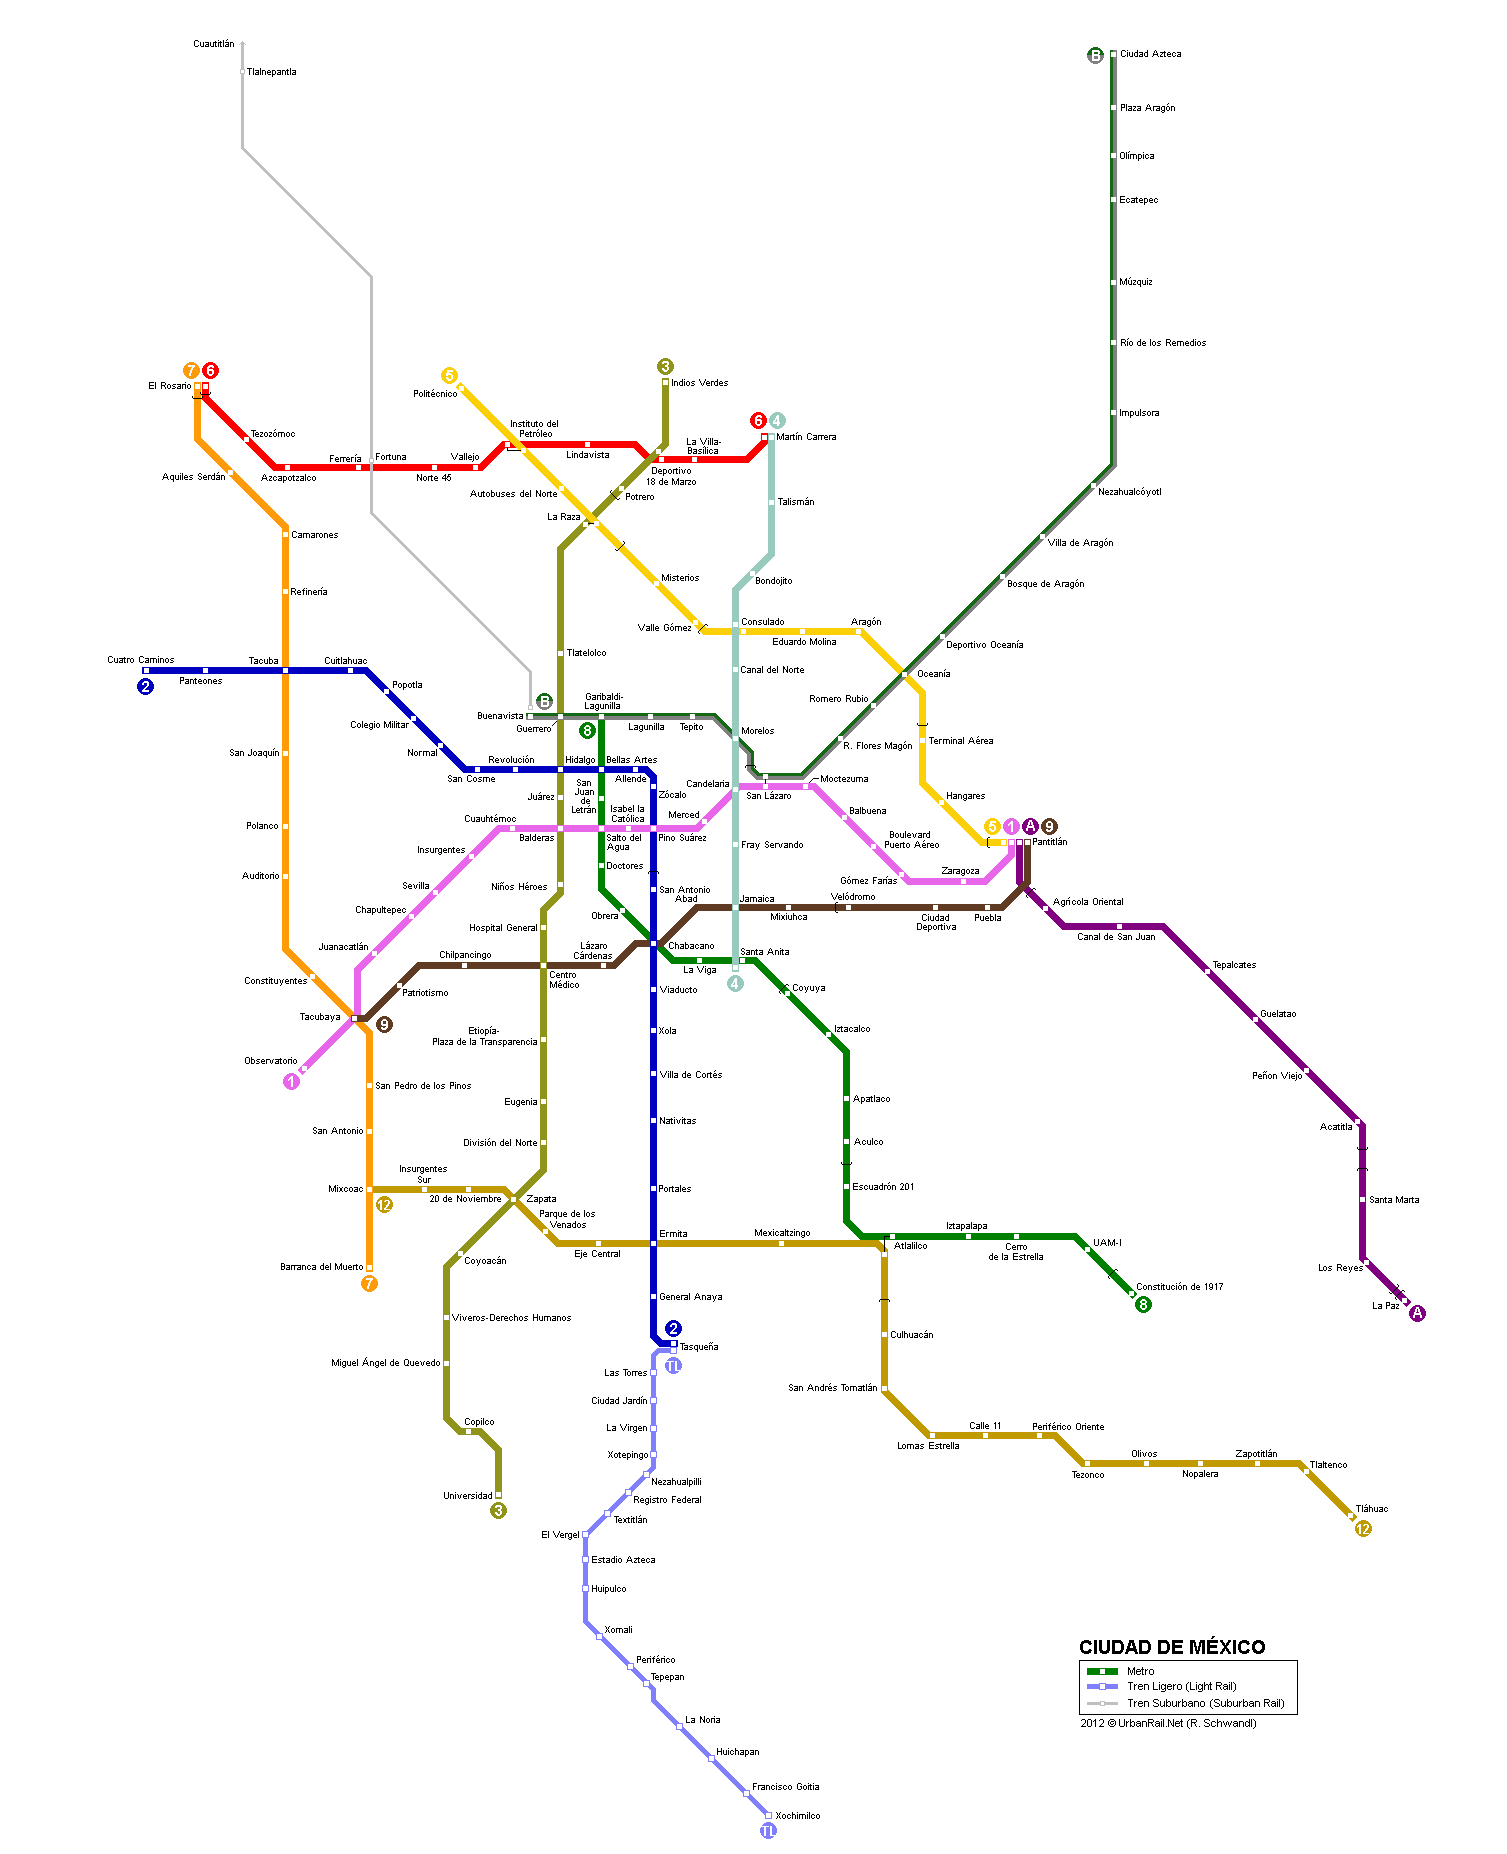 Cuautitlán
Tlalnepantla
B
Ciudad Azteca
Plaza Aragón
Olímpica
Ecatepec
Múzquiz
Río de los Remedios
Impulsora
Nezahualcóyotl
Villa de Aragón
Bosque de Aragón
Deportivo Oceanía
Oceanía
Romero Rubio
R. Flores Magón
7
6
El Rosario
Tezozómoc
Azcapotzalco
Ferrería
Fortuna
Norte 45
Vallejo
Instituto del
Petróleo
Lindavista
Deportivo
18 de Marzo
La Villa-
Basílica
6
4
Martín Carrera
5
Politécnico
3
Indios Verdes
Aquiles Serdán
Camarones
Refinería
Autobuses del Norte
Potrero
La Raza
Talismán
Bondojito
Misterios
Valle Gómez
Consulado
Eduardo Molina
Aragón
Tlatelolco
Canal del Norte
Cuatro Caminos
2
Panteones
Tacuba
Cuitlahuac
Popotla
Colegio Militar
Normal
San Cosme
Revolución
Hidalgo
Bellas Artes
Allende
Zócalo
B
Buenavista
Guerrero
Garibaldi-
Lagunilla
8
Lagunilla
Tepito
Morelos
Terminal Aérea
Hangares
San Joaquín
Polanco
Auditorio
Juárez
San
Juan
de
Letrán
Isabel la
Católica
Merced
Candelaria
San Lázaro
Moctezuma
Balbuena
Boulevard
Puerto Aéreo
Gómez Farías
Zaragoza
5
1
A
9
Pantitlán
Cuauhtémoc
Balderas
Salto del
Agua
Pino Suárez
Insurgentes
Sevilla
Chapultepec
Juanacatlán
Fray Servando
Doctores
Niños Héroes
San Antonio
Abad
Obrera
Hospital General
Jamaica
Mixiuhca
Velódromo
Ciudad
Deportiva
Puebla
Agrícola Oriental
Canal de San Juan
Tepalcates
Guelatao
Peñon Viejo
Acatitla
Santa Marta
Los Reyes
La Paz
A
Constituyentes
Tacubaya
9
Patriotismo
Chilpancingo
Centro
Médico
Lázaro
Cárdenas
Chabacano
La Viga
Santa Anita
4
Coyuya
Iztacalco
Apatlaco
Aculco
Escuadrón 201
Observatorio
1
San Pedro de los Pinos
San Antonio
Mixcoac
12
Barranca del Muerto
7
Etiopía-
Plaza de la Transparencia
Eugenia
División del Norte
Viaducto
Xola
Villa de Cortés
Nativitas
Portales
Insurgentes
Sur
20 de Noviembre
Zapata
Parque de los
Venados
Eje Central
Ermita
Mexicaltzingo
Atlalilco
Iztapalapa
Cerro
de la Estrella
UAM-I
Constitución de 1917
8
Coyoacán
Viveros-Derechos Humanos
Miguel Ángel de Quevedo
Copilco
Universidad
3
General Anaya
2
Tasqueña
TL
Culhuacán
San Andrés Tomatlán
Lomas Estrella
Calle 11
Periférico Oriente
Tezonco
Olivos
Nopalera
Zapotitlán
Tlaltenco
Tláhuac
12
Las Torres
Ciudad Jardín
La Virgen
Xotepingo
Nezahualpilli
Registro Federal
Textitlán
El Vergel
Estadio Azteca
Huipulco
Xomali
Periférico
Tepepan
La Noria
Huichapan
Francisco Goitia
Xochimilco
TL
CIUDAD DE MÉXICO
Metro
Tren Ligero (Light Rail)
Tren Suburbano (Suburban Rail)
2012 © UrbanRail.Net (R. Schwandl)